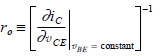 r_o ≡ [ ∂i_C / ∂v_CE | v_BE = constant ]^−1